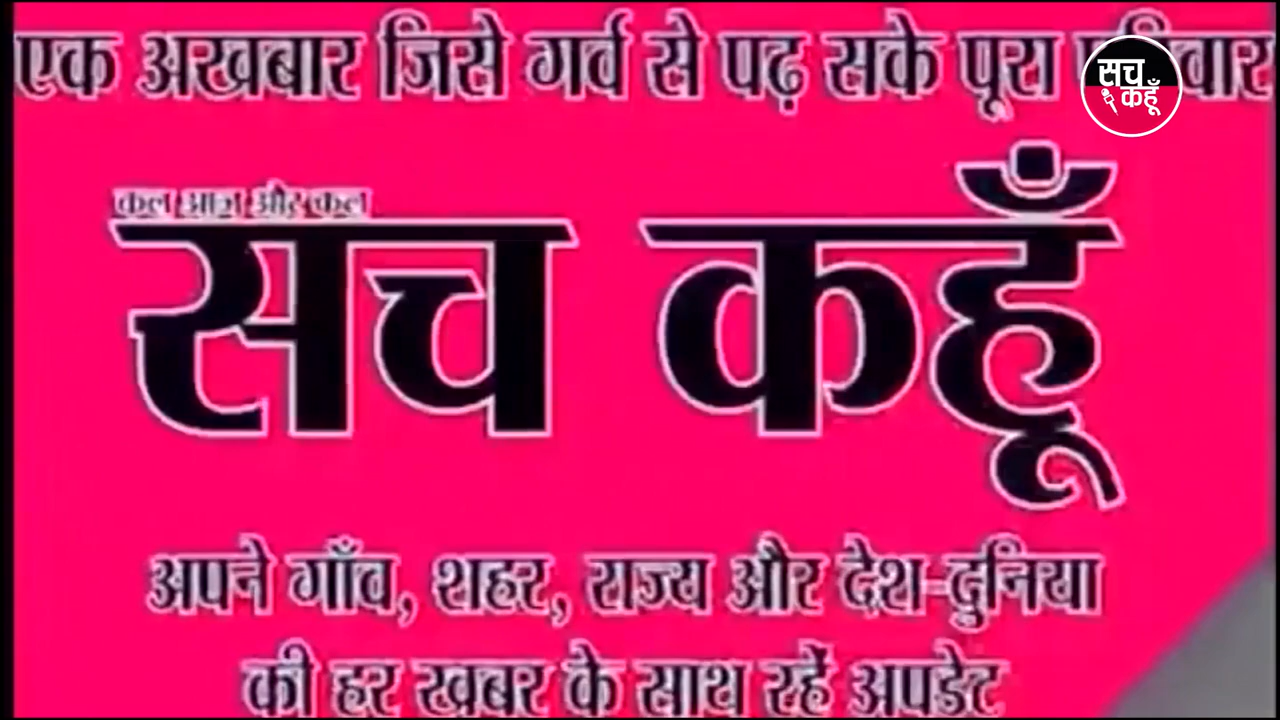 एक अखबार जिसे गर्व से पढ़ सके पूरा परिवार
सच
कहूँ
कल आज और कल
सच कहूँ
अपने गाँव, शहर, राज्य और देश-दुनिया
की हर खबर के साथ रहें अपडेट